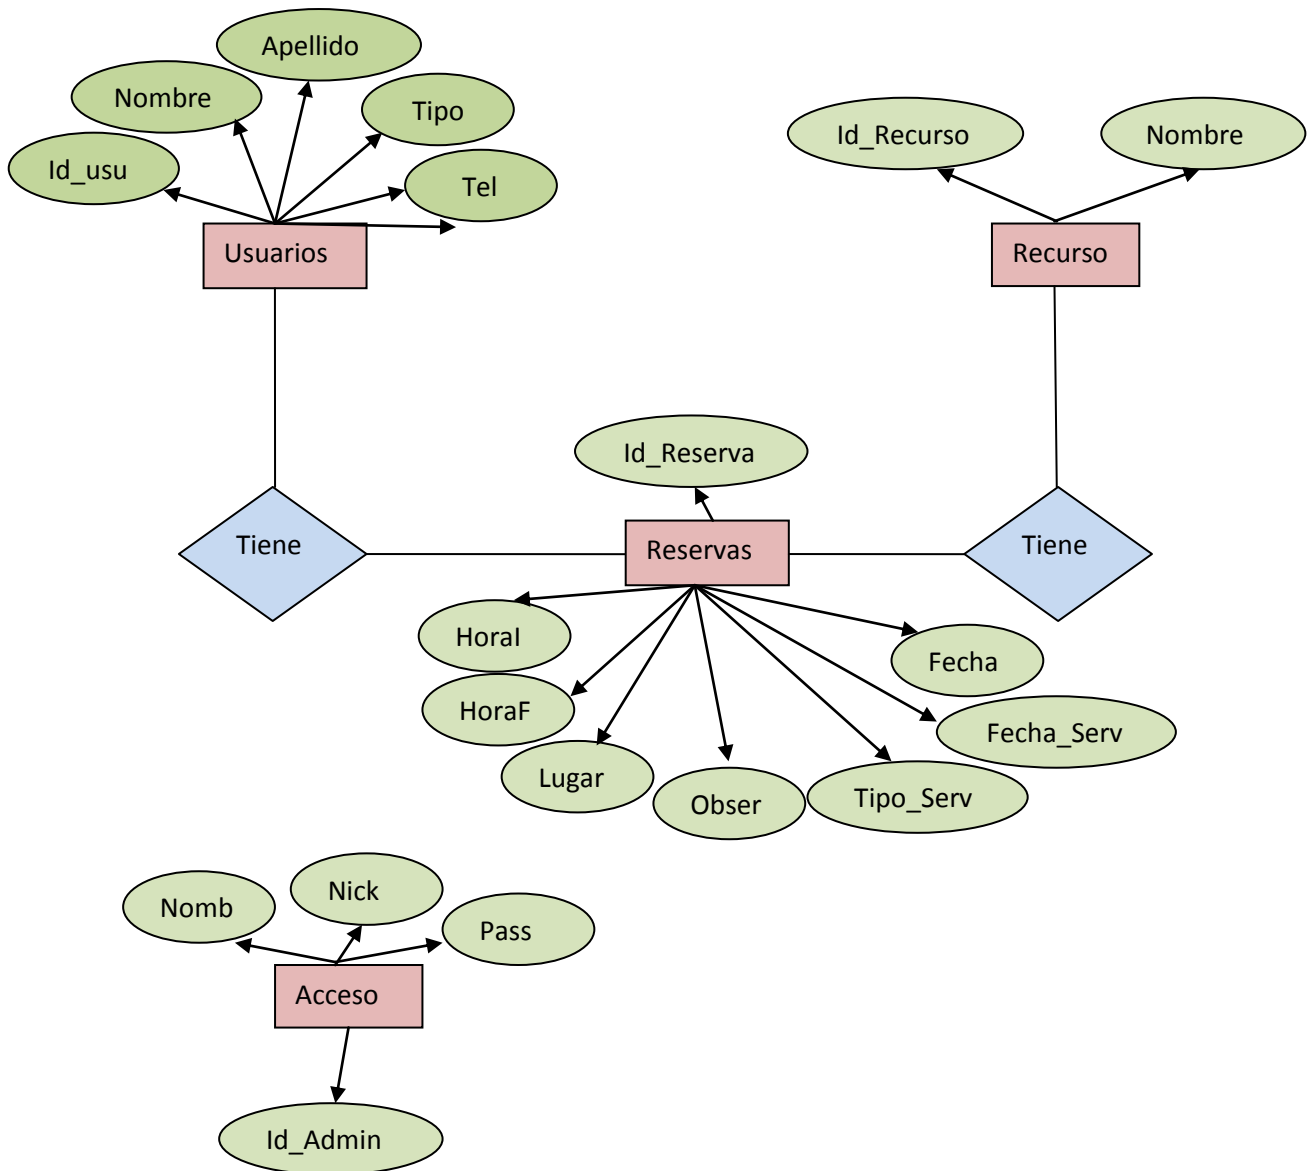 Apellido
Nombre
Tipo
Id_usu
Tel
Usuarios
Id_Recurso
Nombre
Recurso
Id_Reserva
Tiene
Reservas
Tiene
HoraI
HoraF
Lugar
Obser
Tipo_Serv
Fecha_Serv
Fecha
Nomb
Nick
Pass
Acceso
Id_Admin